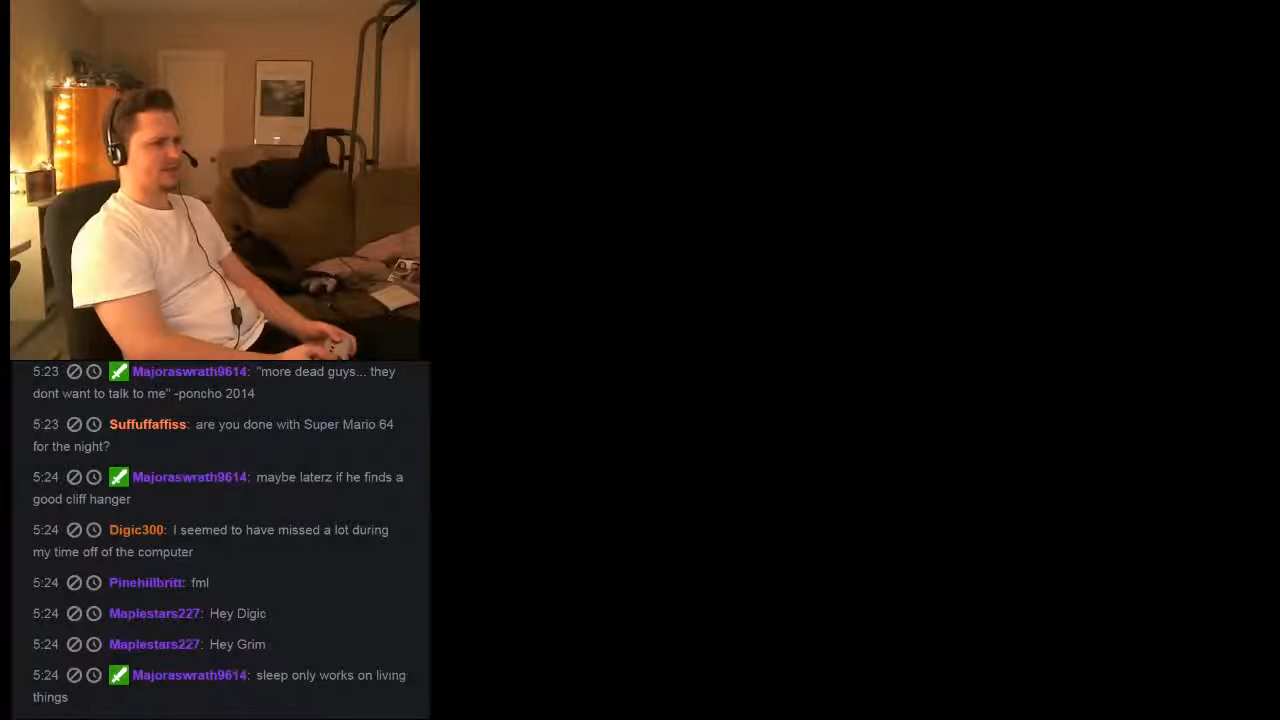 5:23 Majoraswrath9614: "more dead guys... they
dont want to talk to me" -poncho 2014
5:23 Suffuffaffiss: are you done with Super Mario 64
for the night?
5:24 Majoraswrath9614: maybe laterz if he finds a
good cliff hanger
5:24 Digic300: I seemed to have missed a lot during
my time off of the computer
5:24 Pinehillbritt: fml
5:24 Maplestars227: Hey Digic
5:24 Maplestars227: Hey Grim
5:24 Majoraswrath9614: sleep only works on living
things